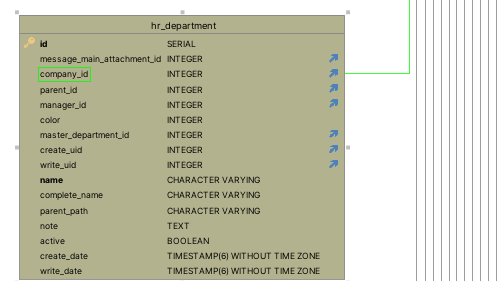 hr_department
id SERIAL
message_main_attachment_id INTEGER
company_id INTEGER
parent_id INTEGER
manager_id INTEGER
color INTEGER
master_department_id INTEGER
create_uid INTEGER
write_uid INTEGER
name CHARACTER VARYING
complete_name CHARACTER VARYING
parent_path CHARACTER VARYING
note TEXT
active BOOLEAN
create_date TIMESTAMP(6) WITHOUT TIME ZONE
write_date TIMESTAMP(6) WITHOUT TIME ZONE